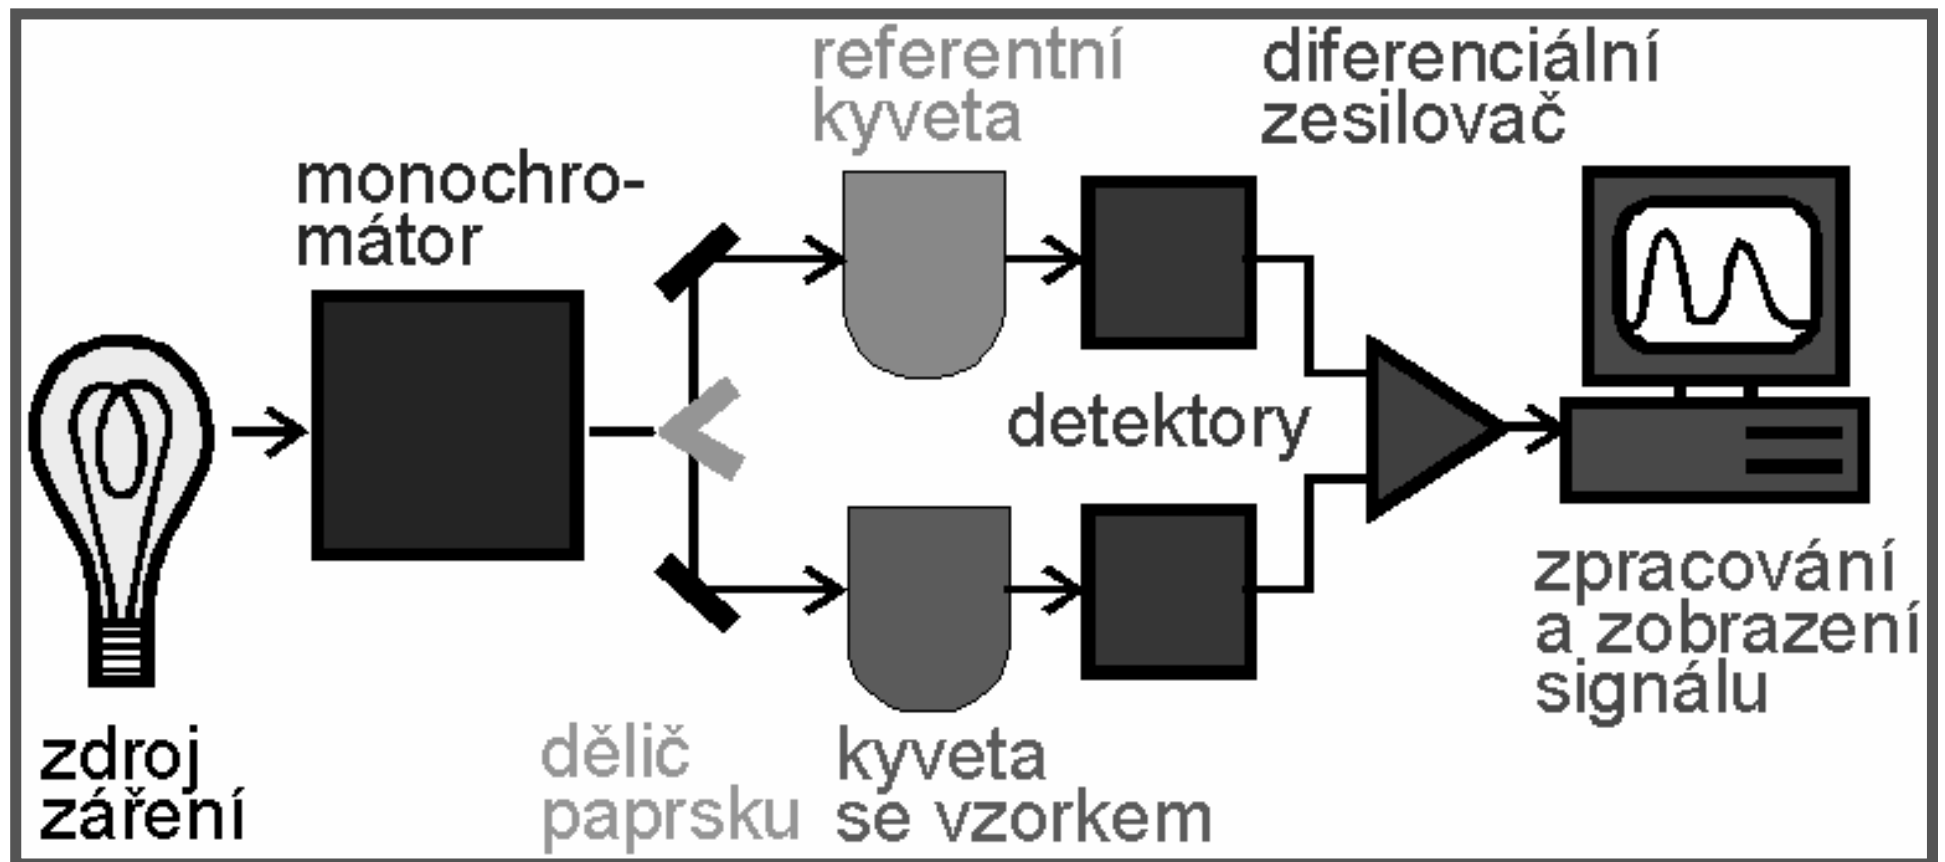 referentní
kyveta
diferenciální
zesilovač
monochro-
mátor
detektory
zpracování
a zobrazení
signálu
zdroj
záření
dělič
paprsku
kyveta
se vzorkem